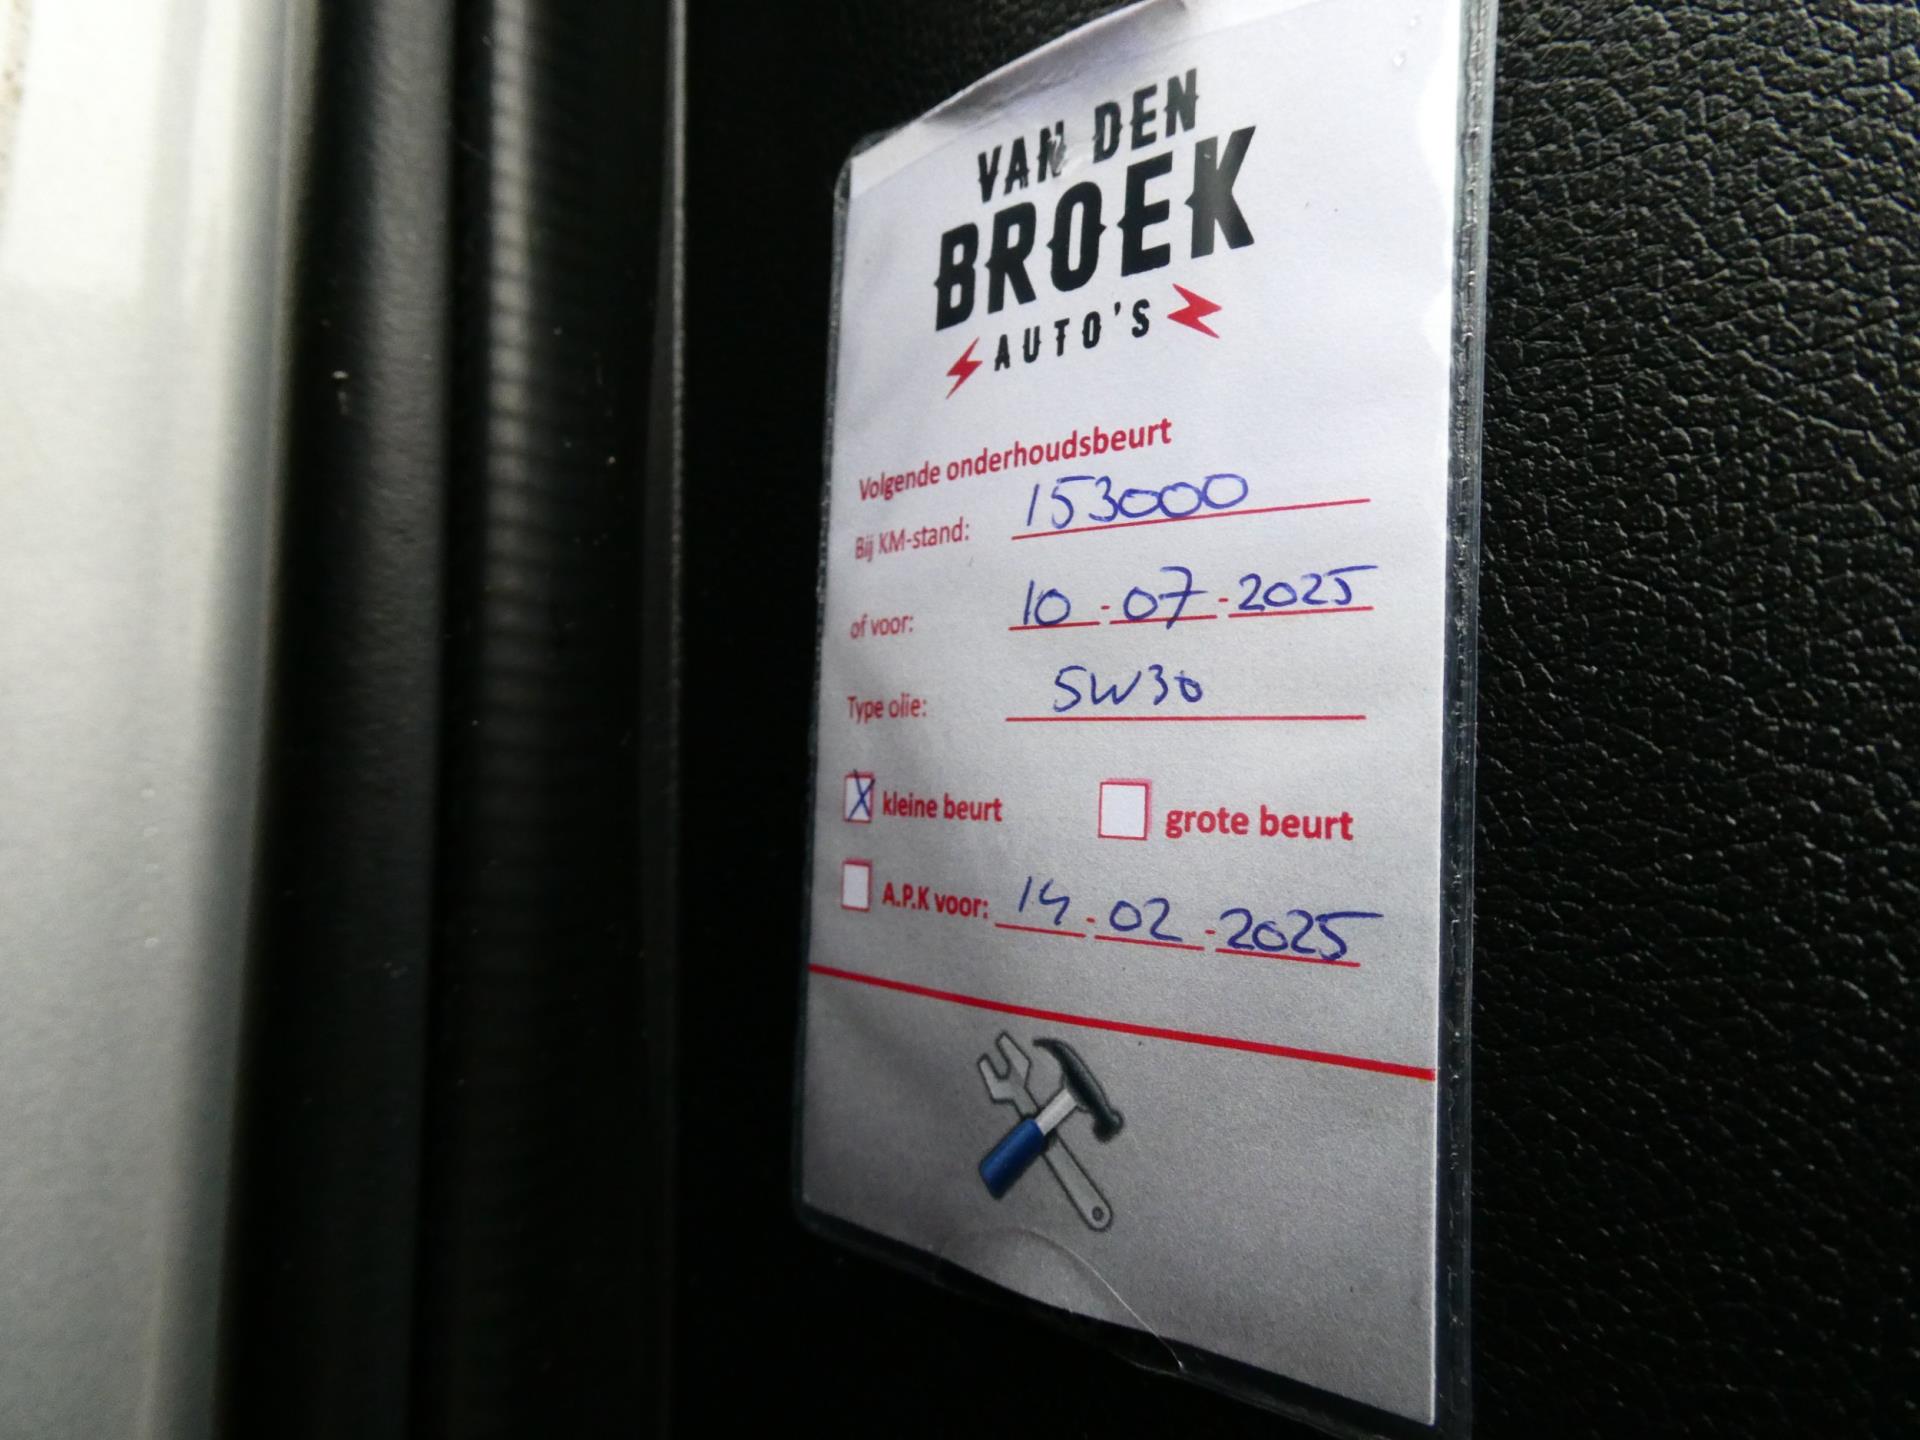 VAN DEN
BROEK
AUTO'S
Volgende onderhoudsbeurt
Bij KM-stand: 153000
of voor: 10 - 07 - 2025
Type olie: 5W30
X kleine beurt grote beurt
A.P.K voor: 14 - 02 - 2025